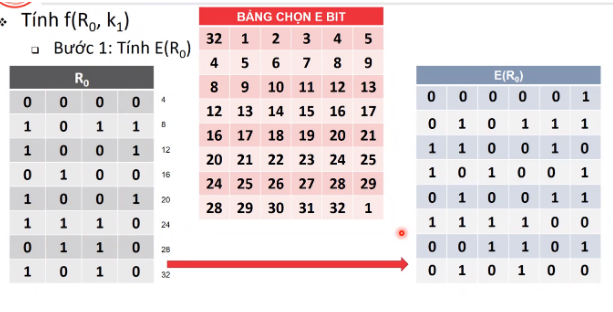 Tính f(R0, k1)
Bước 1: Tính E(R0)
BẢNG CHỌN E BIT
32 1 2 3 4 5
4 5 6 7 8 9
8 9 10 11 12 13
12 13 14 15 16 17
16 17 18 19 20 21
20 21 22 23 24 25
24 25 26 27 28 29
28 29 30 31 32 1
R0
0 0 0 0 4
1 0 1 1 8
1 0 0 1 12
0 1 0 0 16
1 0 0 1 20
1 1 1 0 24
0 1 1 0 28
1 0 1 0 32
E(R0)
0 0 0 0 0 1
0 1 0 1 1 1
1 1 0 0 1 0
1 0 1 0 0 1
0 1 0 0 1 1
1 1 1 1 0 0
0 0 1 1 0 1
0 1 0 1 0 0